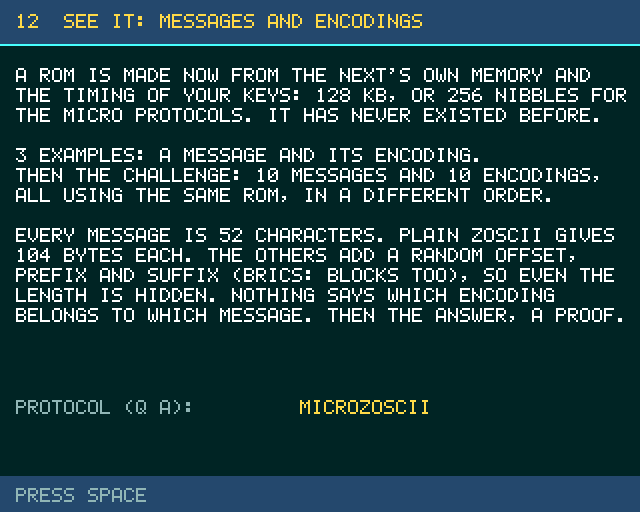 12  SEE IT: MESSAGES AND ENCODINGS
A ROM IS MADE NOW FROM THE NEXT'S OWN MEMORY AND
THE TIMING OF YOUR KEYS: 128 KB, OR 256 NIBBLES FOR
THE MICRO PROTOCOLS. IT HAS NEVER EXISTED BEFORE.
3 EXAMPLES: A MESSAGE AND ITS ENCODING.
THEN THE CHALLENGE: 10 MESSAGES AND 10 ENCODINGS,
ALL USING THE SAME ROM, IN A DIFFERENT ORDER.
EVERY MESSAGE IS 52 CHARACTERS. PLAIN ZOSCII GIVES
104 BYTES EACH. THE OTHERS ADD A RANDOM OFFSET,
PREFIX AND SUFFIX (BRICS: BLOCKS TOO), SO EVEN THE
LENGTH IS HIDDEN. NOTHING SAYS WHICH ENCODING
BELONGS TO WHICH MESSAGE. THEN THE ANSWER, A PROOF.
PROTOCOL (Q A): MICROZOSCII
PRESS SPACE